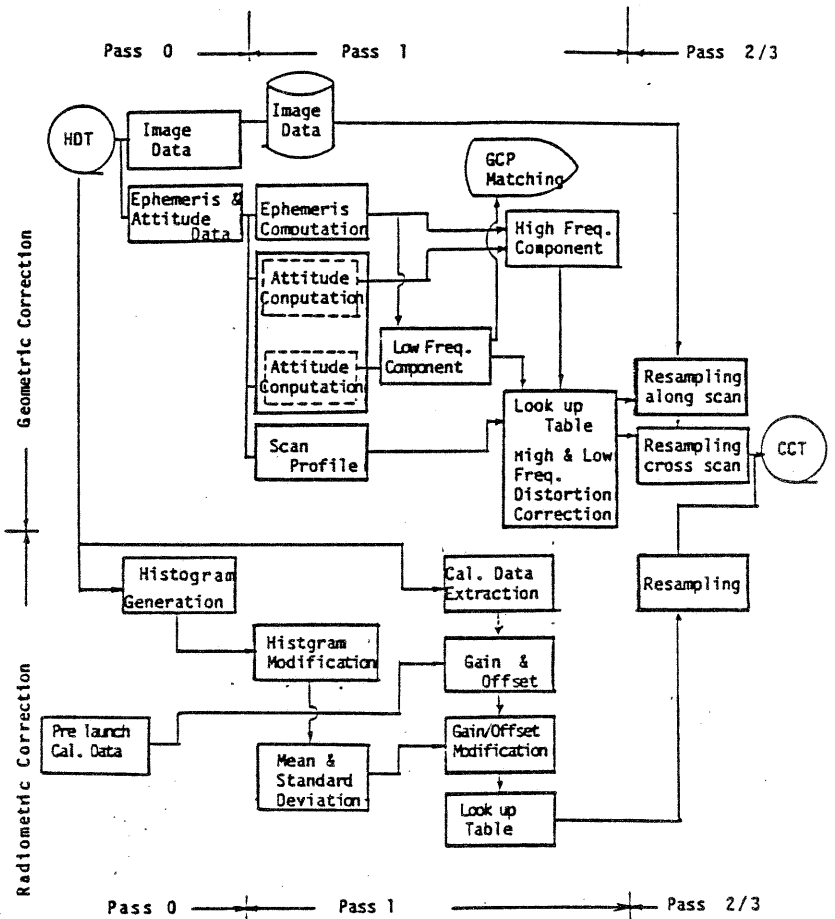 Pass 0
Pass 1
Pass 2/3
HDT
Image
Data
Image
Data
GCP
Matching
Ephemeris &
Attitude
Data
Ephemeris
Computation
High Freq.
Component
Attitude
Conputation
Low Freq.
Component
Attitude
Conputation
Scan
Profile
Look up
Table
High & Low
Freq.
Distortion
Correction
Resampling
along scan
Resampling
cross scan
CCT
Geometric Correction
Histogram
Generation
Cal. Data
Extraction
Resampling
Histgram
Modification
Gain &
Offset
Pre launch
Cal. Data
Mean &
Standard
Deviation
Gain/Offset
Modification
Look up
Table
Radiometric Correction
Pass 0
Pass 1
Pass 2/3